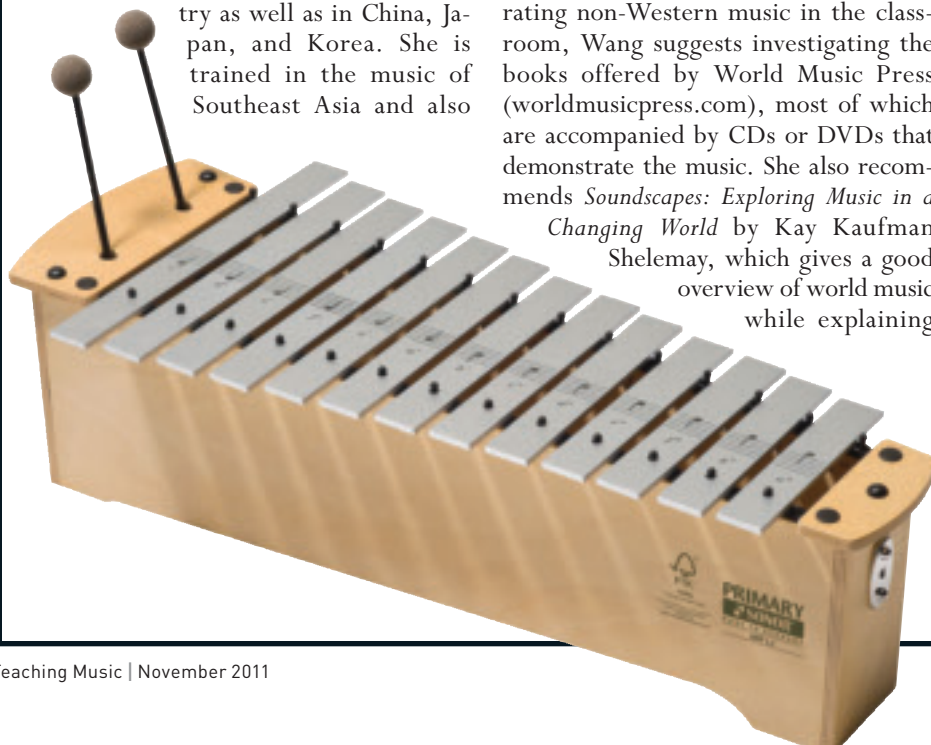 try as well as in China, Ja-
pan, and Korea. She is
trained in the music of
Southeast Asia and also
rating non-Western music in the class-
room, Wang suggests investigating the
books offered by World Music Press
(worldmusicpress.com), most of which
are accompanied by CDs or DVDs that
demonstrate the music. She also recom-
mends Soundscapes: Exploring Music in a
Changing World by Kay Kaufman
Shelemay, which gives a good
overview of world music
while explaining
FSC
PRIMARY
SONOR
Teaching Music | November 2011